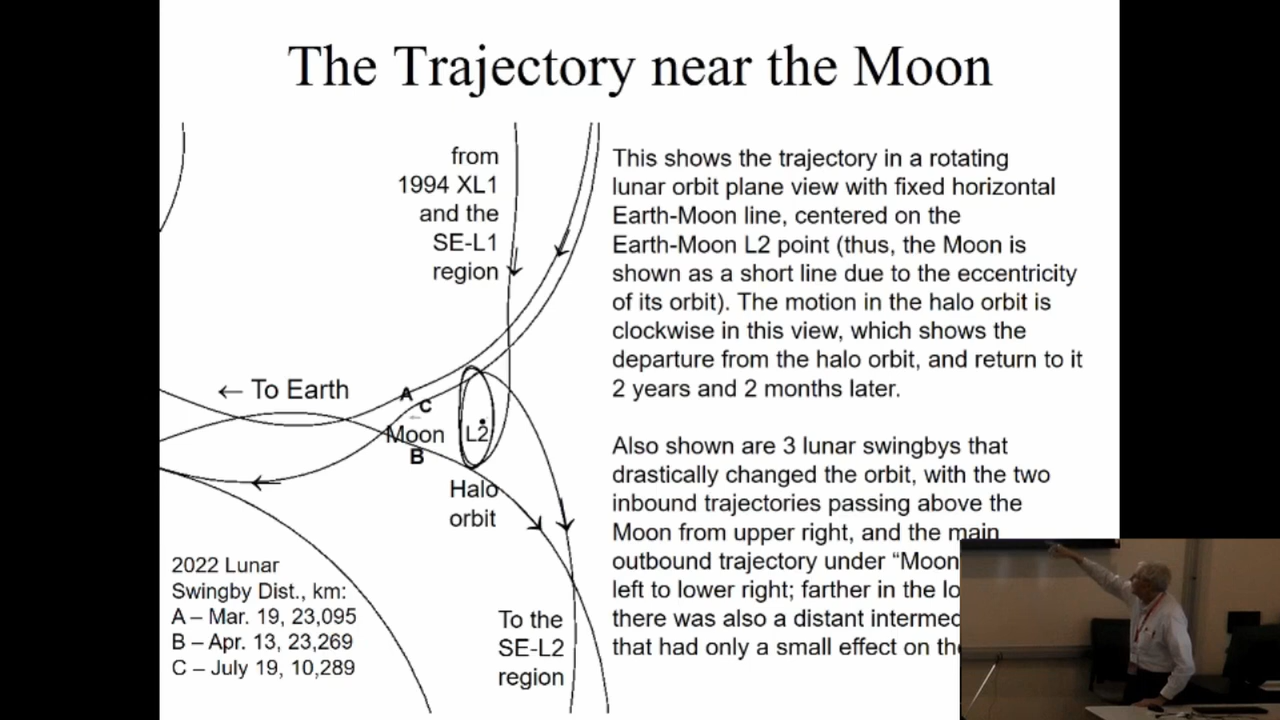 The Trajectory near the Moon
from
1994 XL1
and the
SE-L1
region
← To Earth
A
C
Moon
L2
B
Halo
orbit
2022 Lunar
Swingby Dist., km:
A – Mar. 19, 23,095
B – Apr. 13, 23,269
C – July 19, 10,289
To the
SE-L2
region
This shows the trajectory in a rotating
lunar orbit plane view with fixed horizontal
Earth-Moon line, centered on the
Earth-Moon L2 point (thus, the Moon is
shown as a short line due to the eccentricity
of its orbit). The motion in the halo orbit is
clockwise in this view, which shows the
departure from the halo orbit, and return to it
2 years and 2 months later.
Also shown are 3 lunar swingbys that
drastically changed the orbit, with the two
inbound trajectories passing above the
Moon from upper right, and the main
outbound trajectory under “Moon
left to lower right; farther in the lo
there was also a distant intermed
that had only a small effect on the